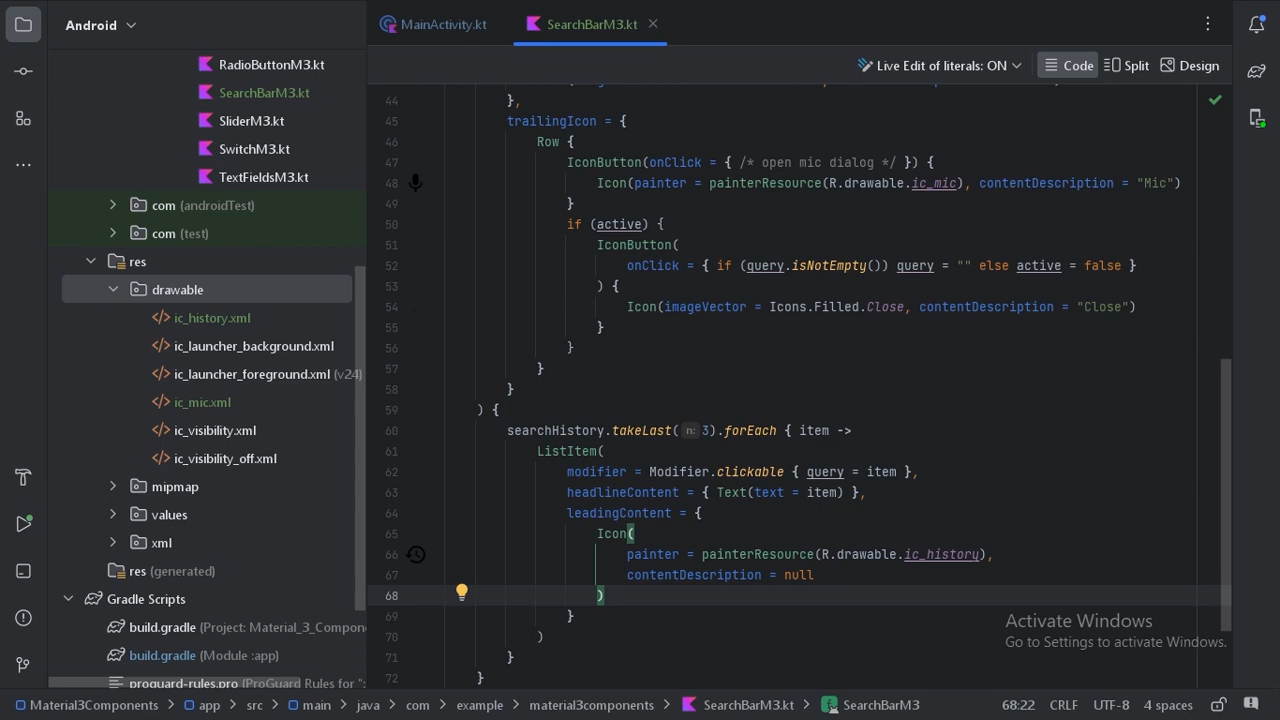 Android
MainActivity.kt
SearchBarM3.kt
Live Edit of literals: ON
Code
Split
Design
RadioButtonM3.kt
SearchBarM3.kt
SliderM3.kt
SwitchM3.kt
TextFieldsM3.kt
com (androidTest)
com (test)
res
drawable
ic_history.xml
ic_launcher_background.xml
ic_launcher_foreground.xml (v24)
ic_mic.xml
ic_visibility.xml
ic_visibility_off.xml
mipmap
values
xml
res (generated)
Gradle Scripts
build.gradle (Project: Material_3_Compon
build.gradle (Module :app)
proguard-rules.pro (ProGuard Rules for ":
44 },
45 trailingIcon = {
46 Row {
47 IconButton(onClick = { /* open mic dialog */ }) {
48 Icon(painter = painterResource(R.drawable.ic_mic), contentDescription = "Mic")
49 }
50 if (active) {
51 IconButton(
52 onClick = { if (query.isNotEmpty()) query = "" else active = false }
53 ) {
54 Icon(imageVector = Icons.Filled.Close, contentDescription = "Close")
55 }
56 }
57 }
58 }
59 ) {
60 searchHistory.takeLast( n: 3).forEach { item ->
61 ListItem(
62 modifier = Modifier.clickable { query = item },
63 headlineContent = { Text(text = item) },
64 leadingContent = {
65 Icon(
66 painter = painterResource(R.drawable.ic_history),
67 contentDescription = null
68 )
69 }
70 )
71 }
72 }
Activate Windows
Go to Settings to activate Windows.
Material3Components
app
src
main
java
com
example
material3components
SearchBarM3.kt
SearchBarM3
68:22
CRLF
UTF-8
4 spaces